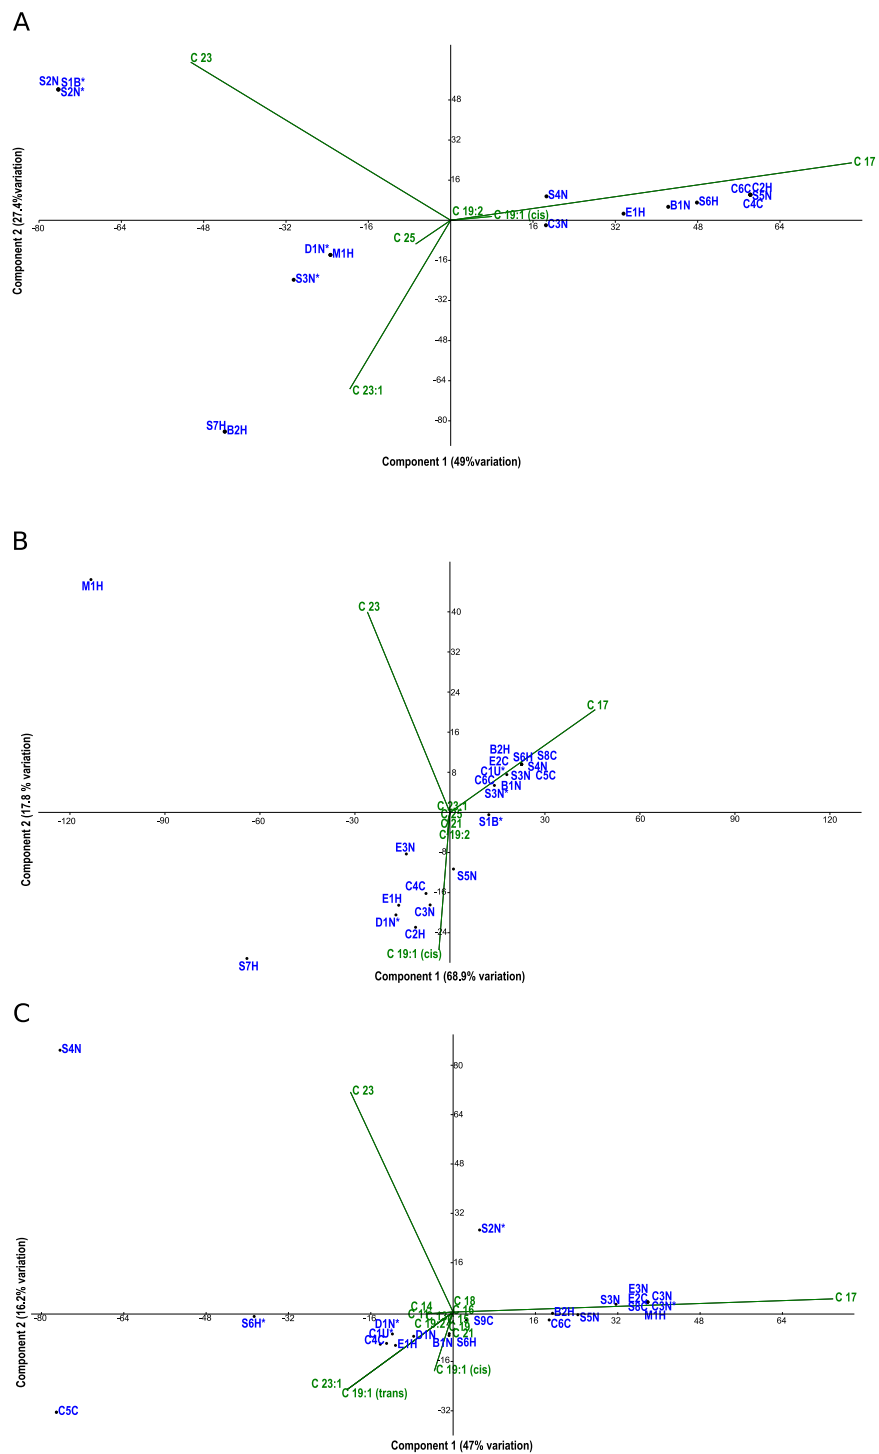 A
C 23
S2N S1B*
S2N*
48
32
16
C 17
C6C C2H
S5N
C4C
S4N
S6H
B1N
E1H
C 19:2
C 19:1 (cis)
C3N
-80 -64 -48 -32 -16 16 32 48 64
C 25
D1N* M1H
-16
S3N*
-32
-48
-64
C 23:1
-80
S7H B2H
Component 2 (27.4%variation)
Component 1 (49%variation)
B
M1H
C 23
40
32
24
C 17
16
B2H
S6H S8C
E2C
S4N
C1U*
8
S3N C5C
C6C
B1N
S3N*
C 23:1
-120 -90 -60 -30 30 60 90 120
C 25
C 21
S1B*
C 19:2
E3N
-8
S5N
C4C
-16
E1H
C3N
D1N*
C2H
-24
C 19:1 (cis)
S7H
Component 2 (17.8 % variation)
Component 1 (68.9% variation)
C
S4N
80
C 23
64
48
32
S2N*
16
E3N
S3N E2C C3N
C 17
C 18
C 14
C 16
S8C C3N*
B2H
M1H
S5N
C6C
S9C
-80 -64 -48 -32 -16 16 32 48 64
S6H*
C 19:2
C 19
D1N*
C1U*
D1N
C 21
C4C
E1H
B1N S6H
-16
C 19:1 (cis)
C 23:1
C 19:1 (trans)
C5C
-32
Component 2 (16.2% variation)
Component 1 (47% variation)